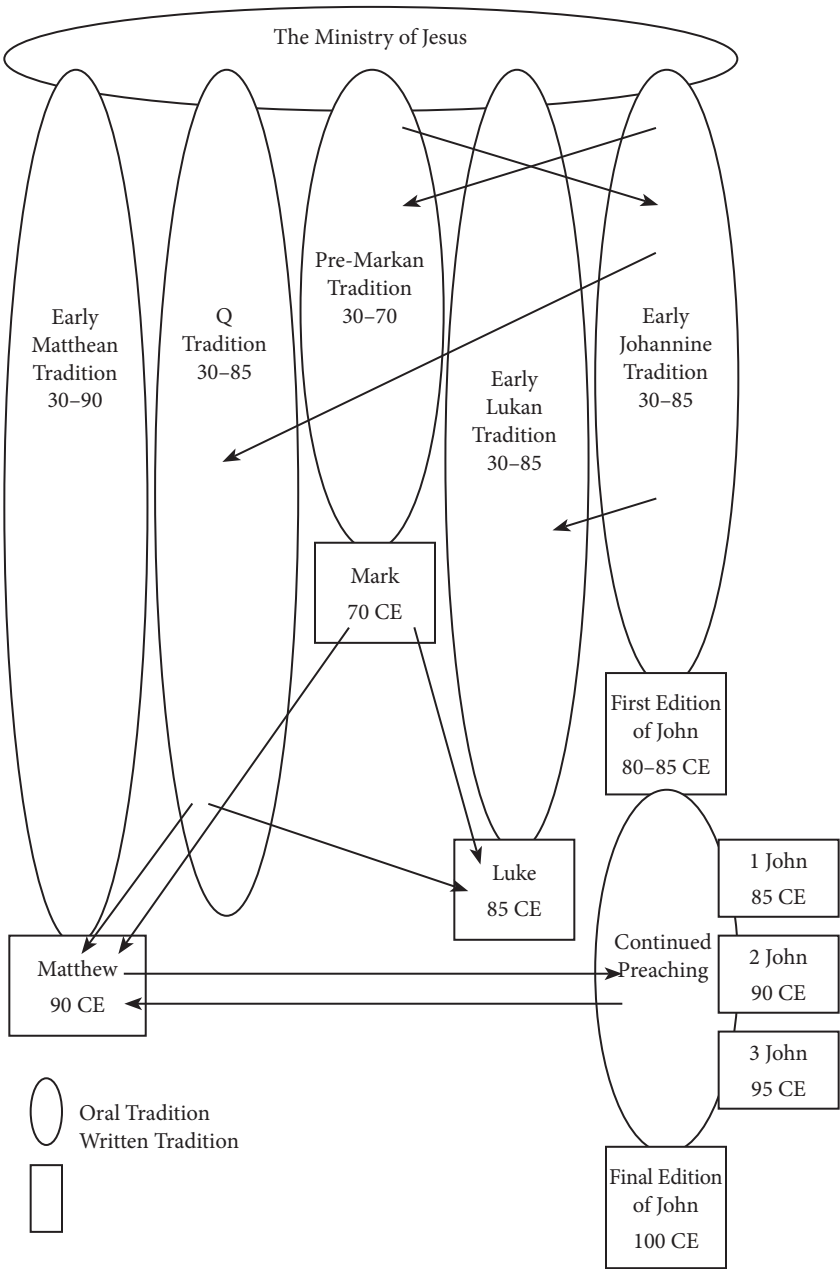 The Ministry of Jesus
Early
Matthean
Tradition
30–90
Q
Tradition
30–85
Pre-Markan
Tradition
30–70
Early
Lukan
Tradition
30–85
Early
Johannine
Tradition
30–85
Mark
70 CE
First Edition
of John
80–85 CE
Luke
85 CE
Matthew
90 CE
Continued
Preaching
1 John
85 CE
2 John
90 CE
3 John
95 CE
Final Edition
of John
100 CE
Oral Tradition
Written Tradition